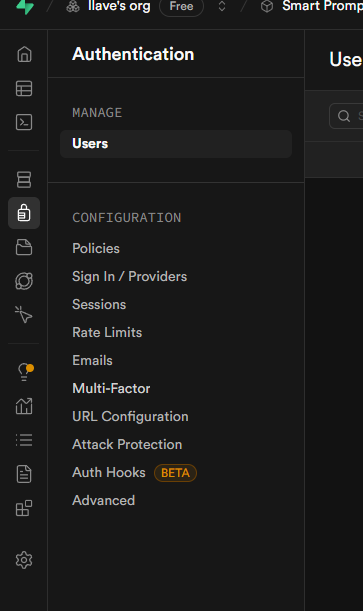 llave's org Free Smart Promp
Authentication
Use
MANAGE
Users
CONFIGURATION
Policies
Sign In / Providers
Sessions
Rate Limits
Emails
Multi-Factor
URL Configuration
Attack Protection
Auth Hooks BETA
Advanced